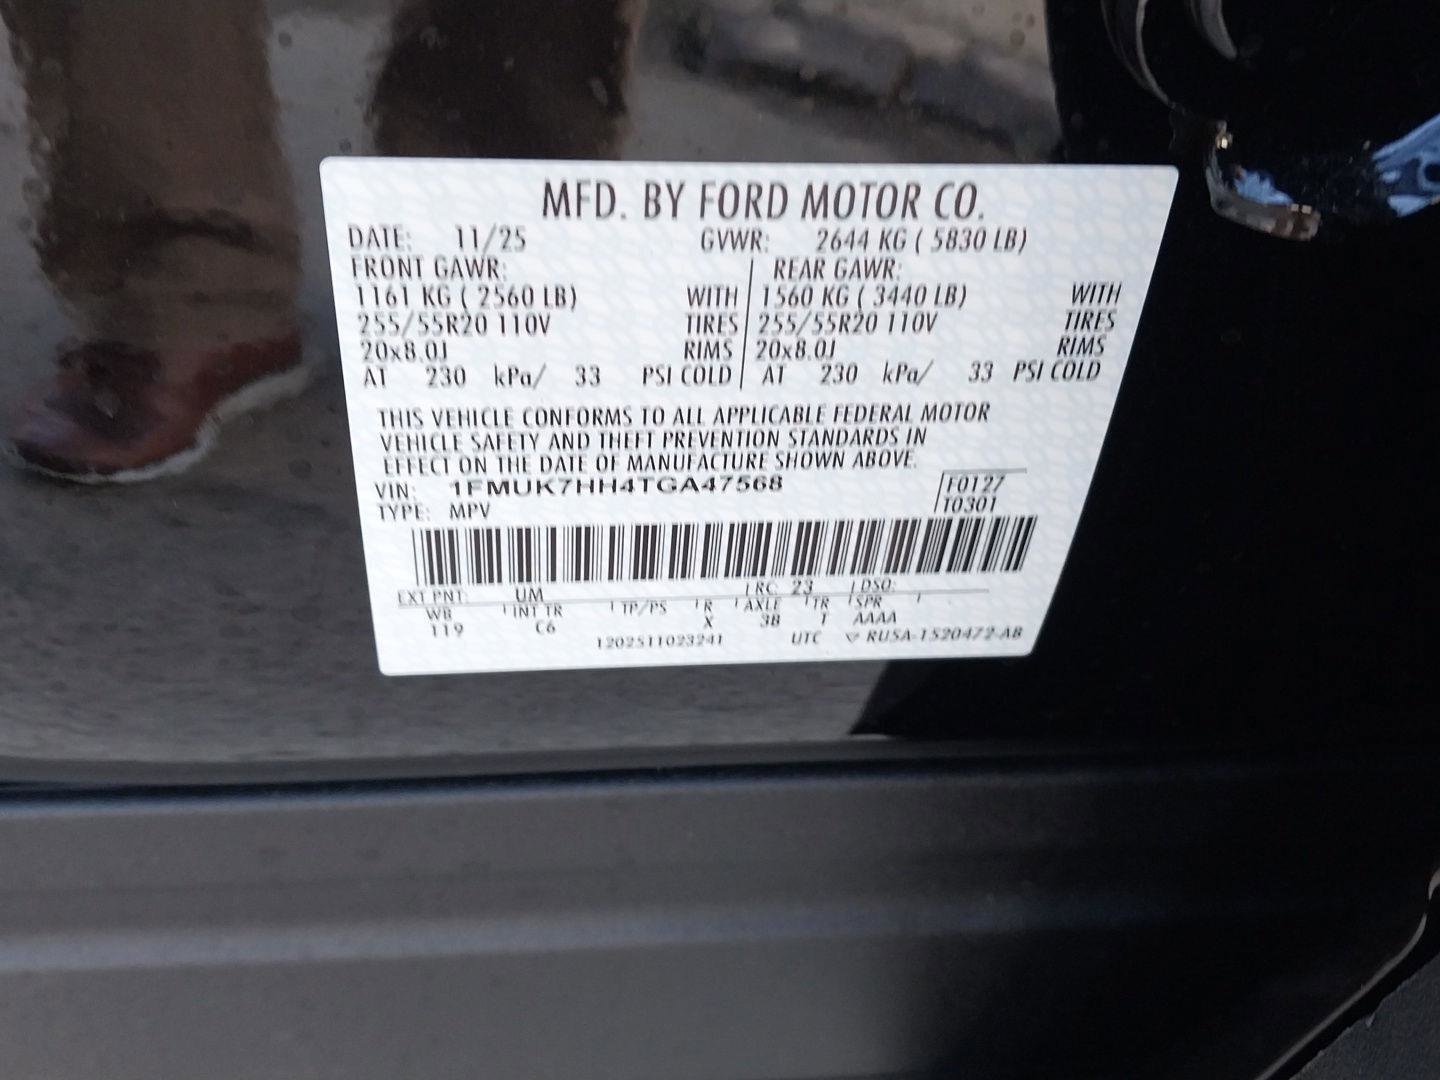 MFD. BY FORD MOTOR CO.
DATE: 11/25 GVWR: 2644 KG ( 5830 LB)
FRONT GAWR: REAR GAWR:
1161 KG ( 2560 LB) WITH 1560 KG ( 3440 LB) WITH
255/55R20 110V TIRES 255/55R20 110V TIRES
20x8.0J RIMS 20x8.0J RIMS
AT 230 kPa/ 33 PSI COLD AT 230 kPa/ 33 PSI COLD
THIS VEHICLE CONFORMS TO ALL APPLICABLE FEDERAL MOTOR
VEHICLE SAFETY AND THEFT PREVENTION STANDARDS IN
EFFECT ON THE DATE OF MANUFACTURE SHOWN ABOVE.
VIN: 1FMUK7HH4TGA47568 F0127
TYPE: MPV T0301
EXT PNT: UM RC: 23 DSO:
WB INT TR TP/PS R AXLE TR SPR
119 C6 X 3B T AAAA
1202511023241 UTC ▽ RUSA-1520472-AB